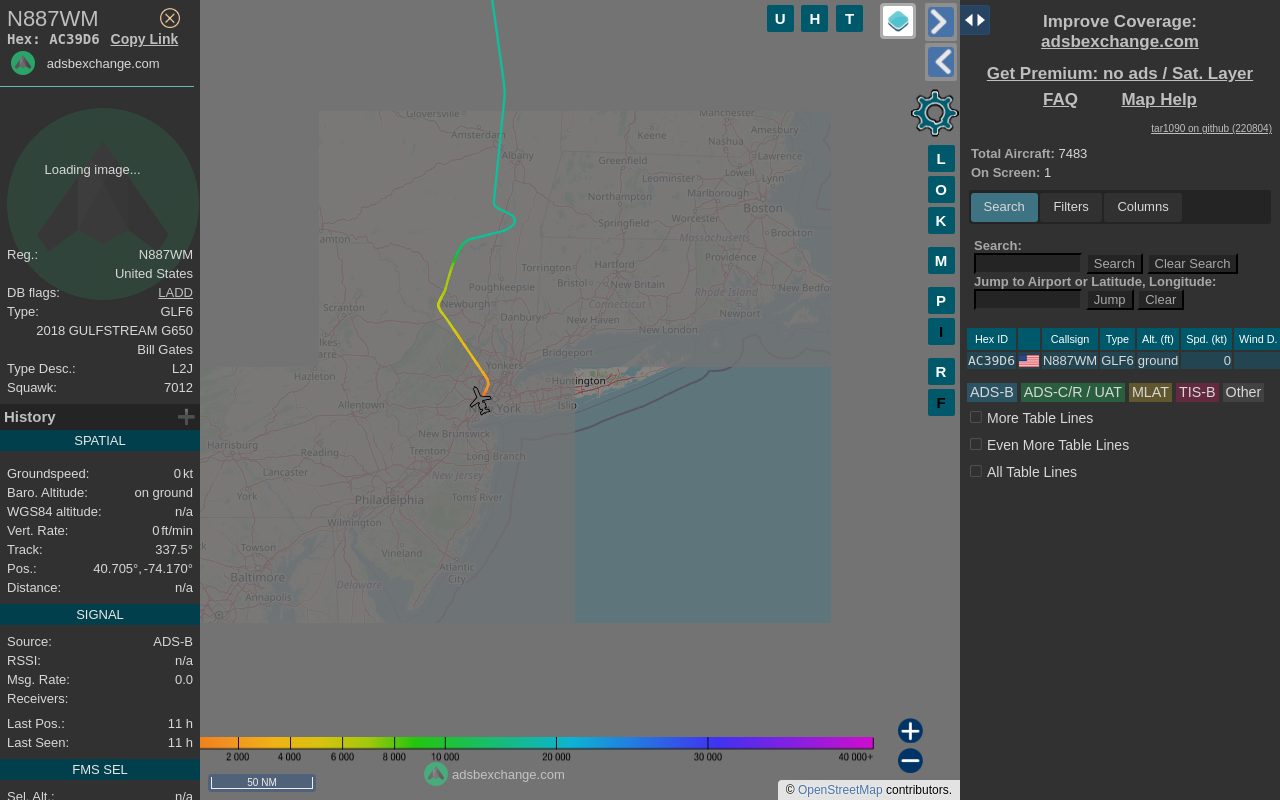 N887WM
Hex: AC39D6 Copy Link
adsbexchange.com
Loading image...
Reg.: N887WM
United States
DB flags: LADD
Type: GLF6
2018 GULFSTREAM G650
Bill Gates
Type Desc.: L2J
Squawk: 7012
History
SPATIAL
Groundspeed: 0 kt
Baro. Altitude: on ground
WGS84 altitude: n/a
Vert. Rate: 0 ft/min
Track: 337.5°
Pos.: 40.705°, -74.170°
Distance: n/a
SIGNAL
Source: ADS-B
RSSI: n/a
Msg. Rate: 0.0
Receivers:
Last Pos.: 11 h
Last Seen: 11 h
FMS SEL
Sel. Alt.: n/a
U H T
L
O
K
M
P
I
R
F
Gloversville
Amsterdam
Albany
Keene
Manchester
Nashua
Amesbury
Lawrence
Greenfield
Leominster
Lowell
Lynn
Northampton
Marlborough
Worcester
Boston
Springfield
Brockton
Massachusetts
Torrington
Hartford
Providence
Bristol
New Britain
Poughkeepsie
Rhode Island
New Bedfo
Scranton
Newburgh
Connecticut
Danbury
New Haven
New London
Newport
amton
ilkes-
arre
Yonkers
Bridgeport
Hazleton
Huntington
Allentown
York
Islip
New Brunswick
Harrisburg
Reading
Trenton
Long Branch
Lancaster
New Jersey
York
Philadelphia
Toms River
Wilmington
Towson
Vineland
Baltimore
Delaware
Atlantic
City
Annapolis
2 000 4 000 6 000 8 000 10 000 20 000 30 000 40 000+
adsbexchange.com
50 NM
© OpenStreetMap contributors.
Improve Coverage:
adsbexchange.com
Get Premium: no ads / Sat. Layer
FAQ Map Help
tar1090 on github (220804)
Total Aircraft: 7483
On Screen: 1
Search Filters Columns
Search:
Search Clear Search
Jump to Airport or Latitude, Longitude:
Jump Clear
Hex ID Callsign Type Alt. (ft) Spd. (kt) Wind D.
AC39D6 N887WM GLF6 ground 0
ADS-B ADS-C/R / UAT MLAT TIS-B Other
More Table Lines
Even More Table Lines
All Table Lines